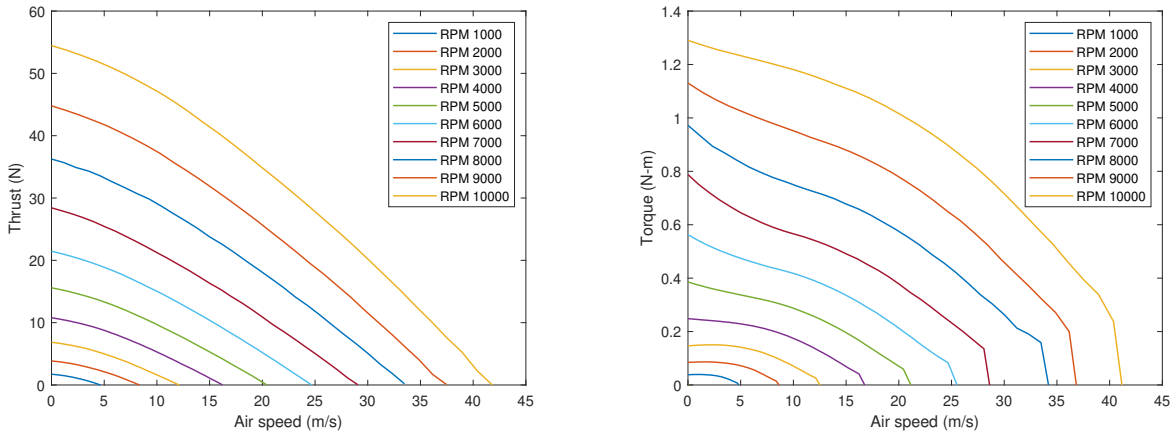 60
50
40
30
20
10
0
Thrust (N)
0 5 10 15 20 25 30 35 40 45
Air speed (m/s)
RPM 1000
RPM 2000
RPM 3000
RPM 4000
RPM 5000
RPM 6000
RPM 7000
RPM 8000
RPM 9000
RPM 10000
1.4
1.2
1
0.8
0.6
0.4
0.2
0
Torque (N-m)
0 5 10 15 20 25 30 35 40 45
Air speed (m/s)
RPM 1000
RPM 2000
RPM 3000
RPM 4000
RPM 5000
RPM 6000
RPM 7000
RPM 8000
RPM 9000
RPM 10000